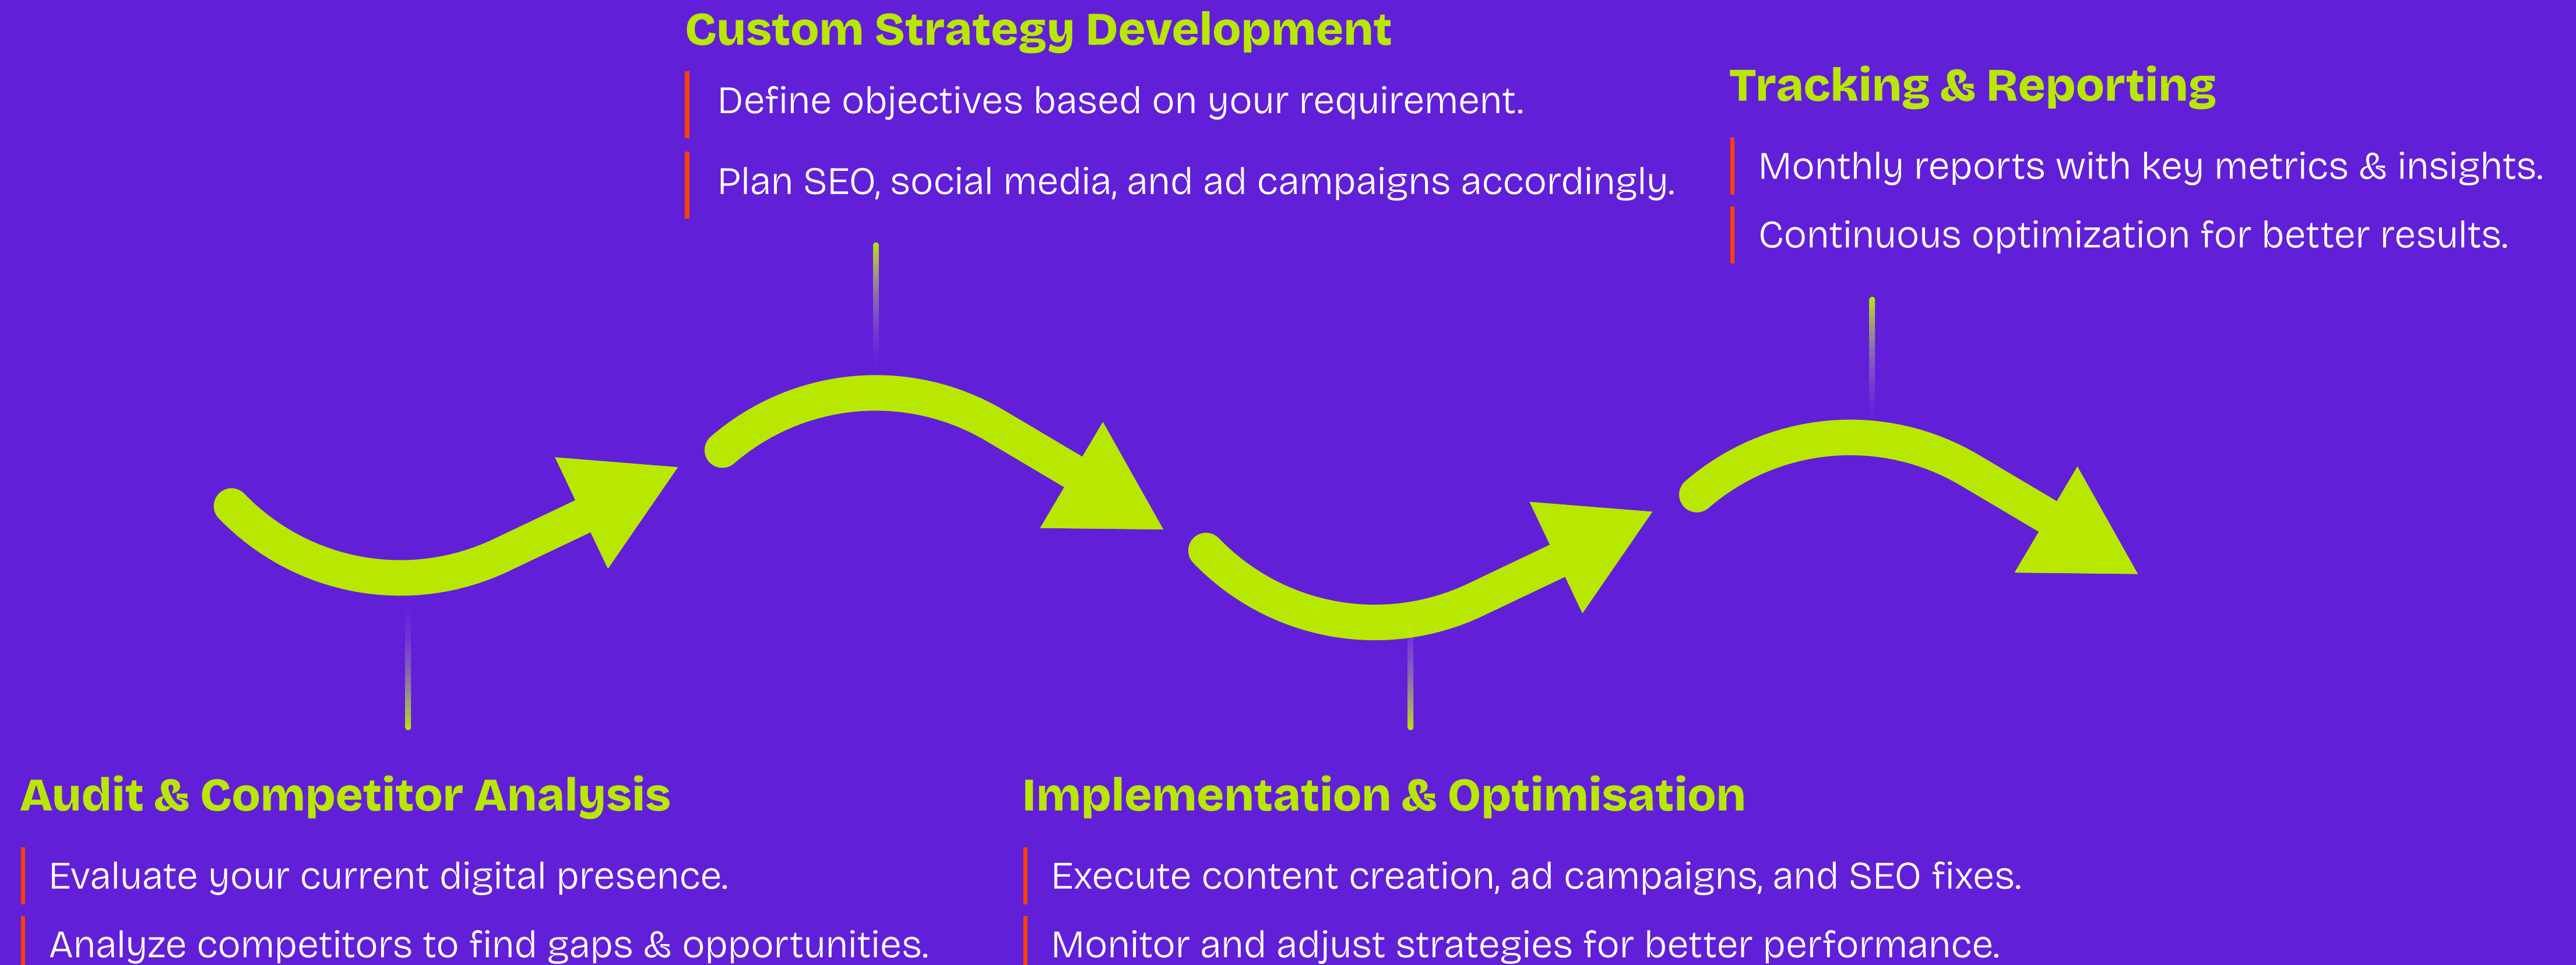 Custom Strategy Development
Define objectives based on your requirement.
Plan SEO, social media, and ad campaigns accordingly.
Tracking & Reporting
Monthly reports with key metrics & insights.
Continuous optimization for better results.
Audit & Competitor Analysis
Evaluate your current digital presence.
Analyze competitors to find gaps & opportunities.
Implementation & Optimisation
Execute content creation, ad campaigns, and SEO fixes.
Monitor and adjust strategies for better performance.